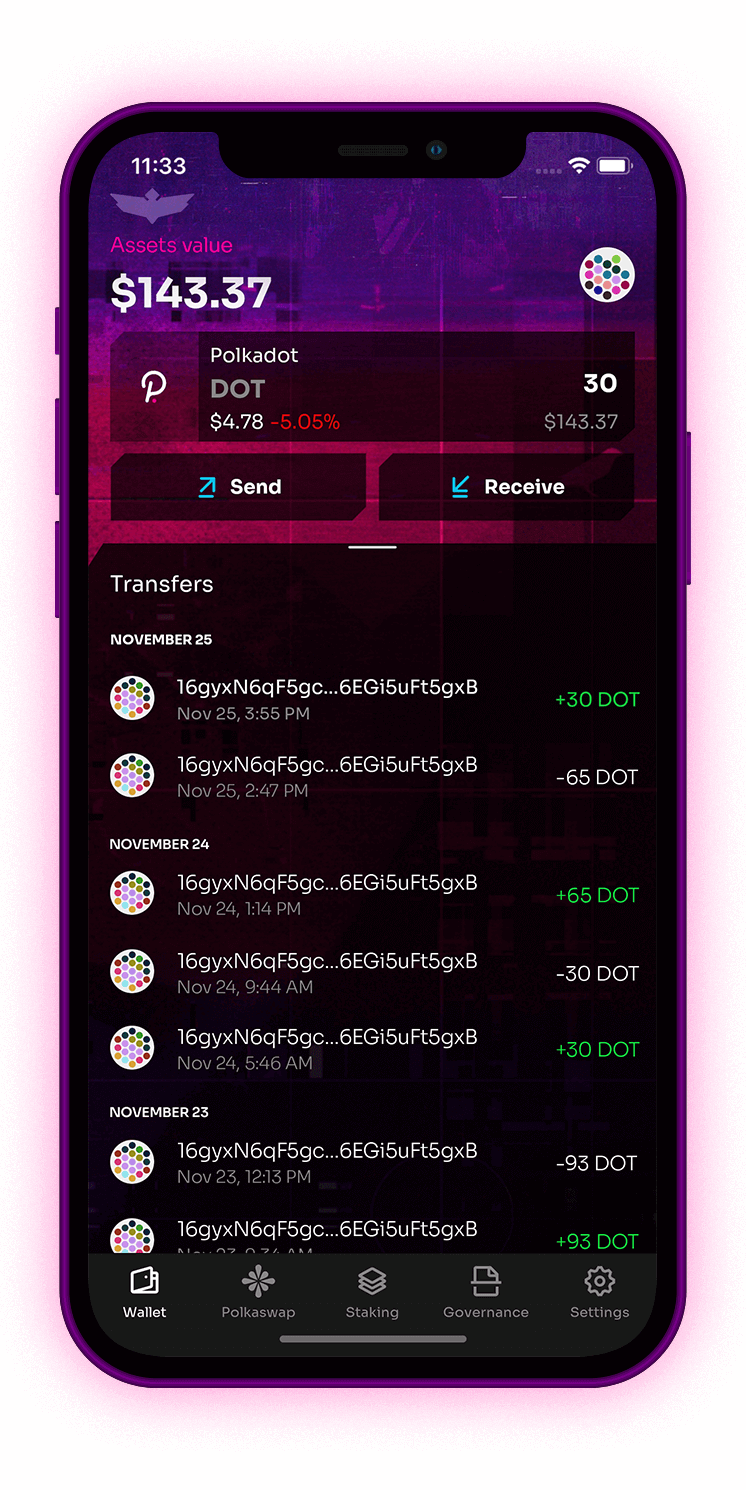 11:33
Assets value
$143.37
Polkadot
DOT
30
$4.78 -5.05%
$143.37
Send
Receive
Transfers
NOVEMBER 25
16gyxN6qF5gc...6EGi5uFt5gxB
+30 DOT
Nov 25, 3:55 PM
16gyxN6qF5gc...6EGi5uFt5gxB
-65 DOT
Nov 25, 2:47 PM
NOVEMBER 24
16gyxN6qF5gc...6EGi5uFt5gxB
+65 DOT
Nov 24, 1:14 PM
16gyxN6qF5gc...6EGi5uFt5gxB
-30 DOT
Nov 24, 9:44 AM
16gyxN6qF5gc...6EGi5uFt5gxB
+30 DOT
Nov 24, 5:46 AM
NOVEMBER 23
16gyxN6qF5gc...6EGi5uFt5gxB
-93 DOT
Nov 23, 12:13 PM
16gyxN6qF5gc...6EGi5uFt5gxB
+93 DOT
Wallet
Polkaswap
Staking
Governance
Settings